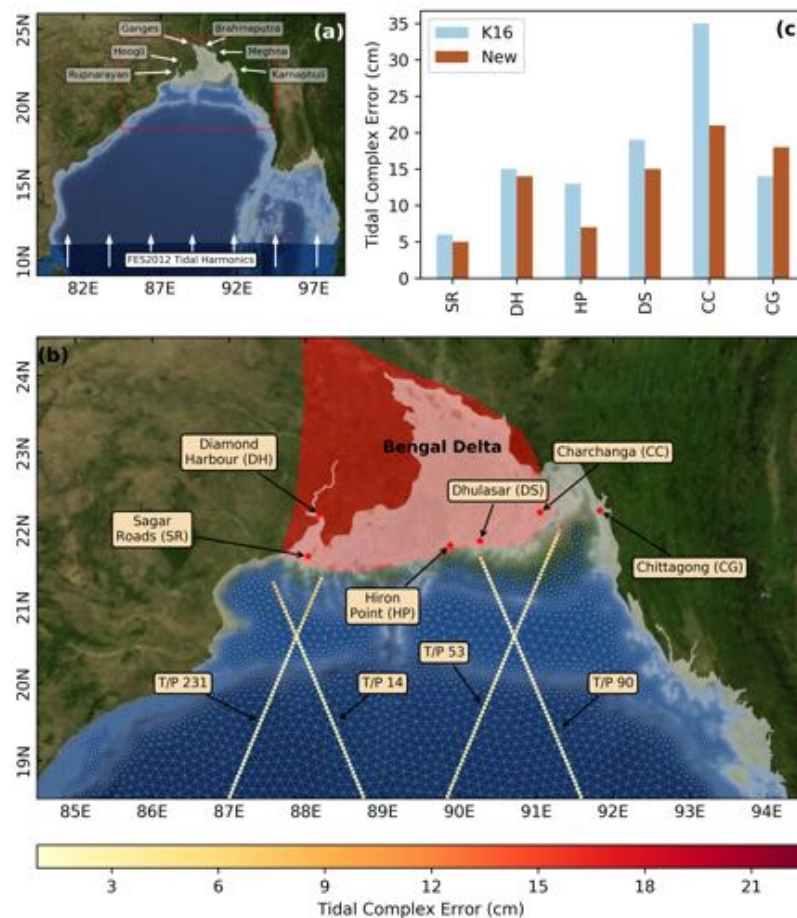 (a)
25N
20N
15N
10N
Ganges
Brahmaputra
Hoogli
Meghna
Rupnarayan
Karnaphuli
FES2012 Tidal Harmonics
82E
87E
92E
97E
(c)
Tidal Complex Error (cm)
35
30
25
20
15
10
5
0
K16
New
SR
DH
HP
DS
CC
CG
(b)
24N
23N
22N
21N
20N
19N
Bengal Delta
Diamond
Harbour (DH)
Charchanga (CC)
Dhulasar (DS)
Sagar
Roads (SR)
Chittagong (CG)
Hiron
Point (HP)
T/P 53
T/P 231
T/P 14
T/P 90
85E
86E
87E
88E
89E
90E
91E
92E
93E
94E
3
6
9
12
15
18
21
Tidal Complex Error (cm)